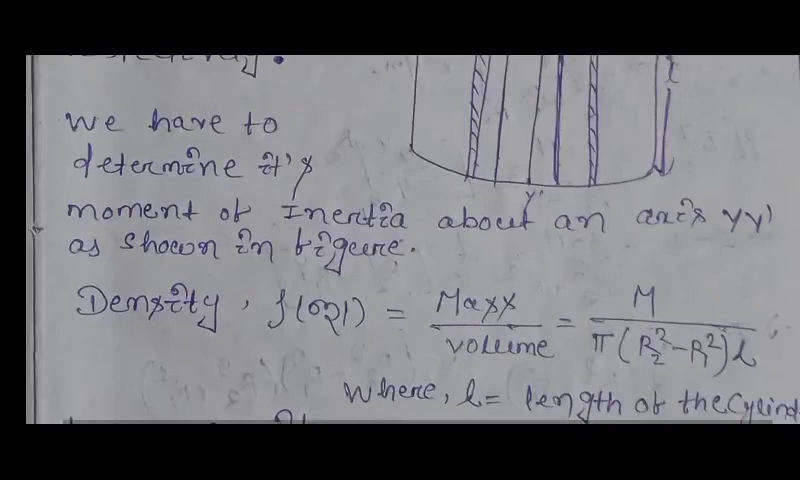 l
We have to
determine it's
y'
moment of Inertia about an axis yy'
as shown in figure.
Density, ρ(rho) = Mass / volume = M / π(R₂² - R₁²)l ,
where, l = length of the cylind